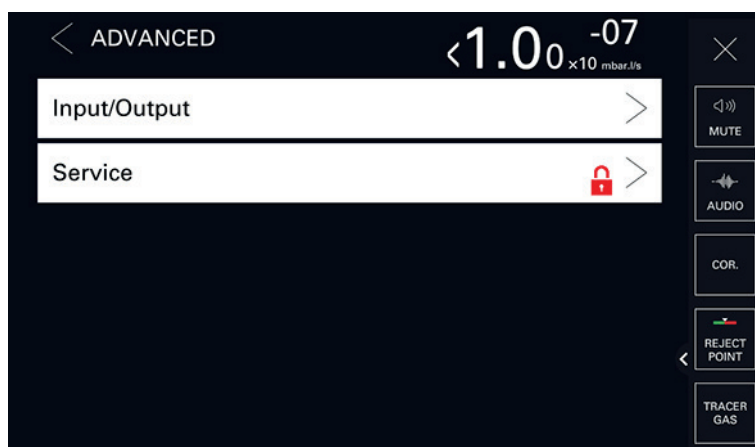 ADVANCED
<1.00 x10 -07 mbar.l/s
Input/Output
Service
MUTE
AUDIO
COR.
REJECT
POINT
TRACER
GAS